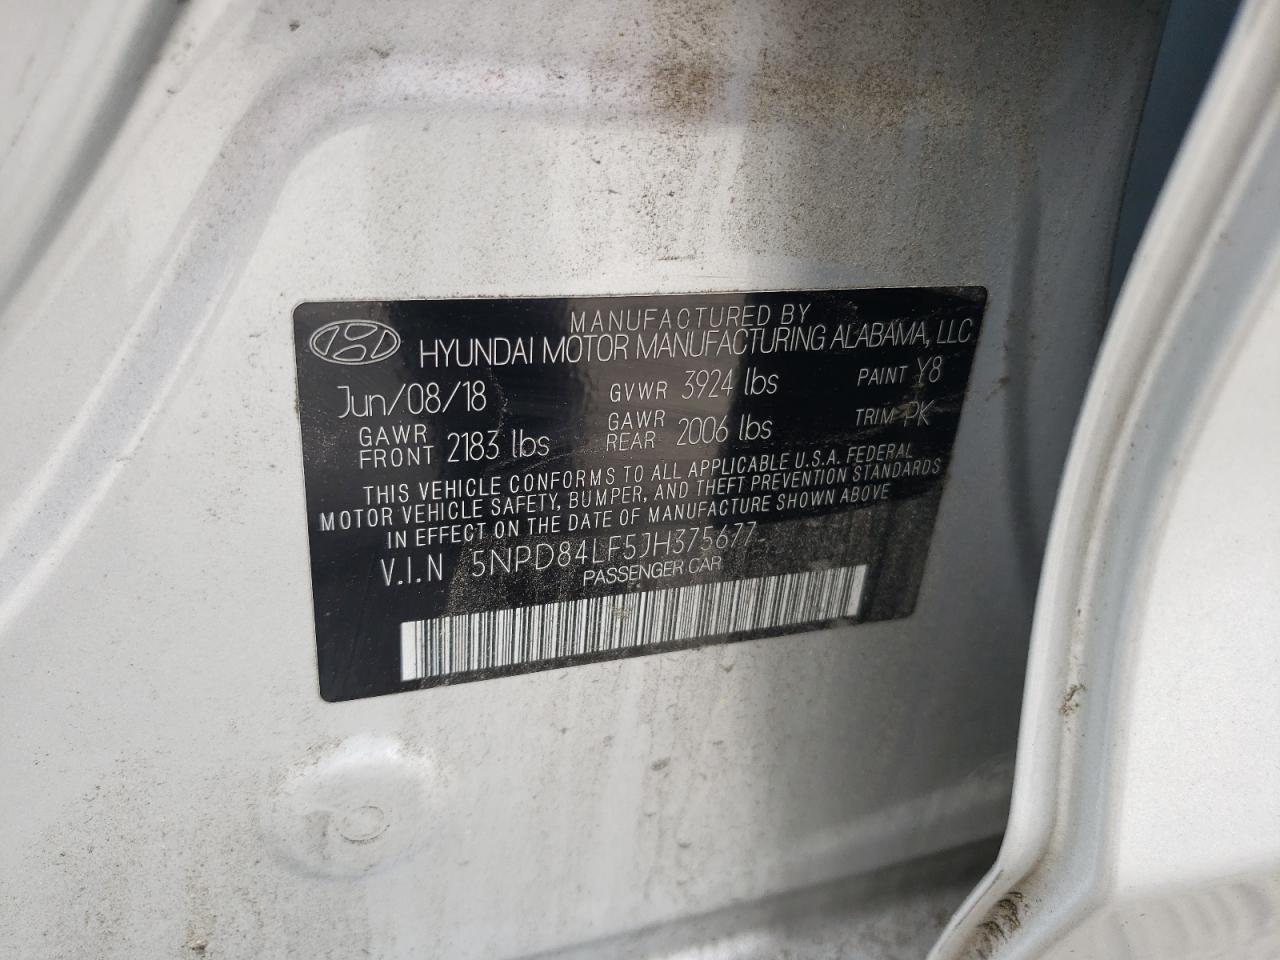 MANUFACTURED BY
HYUNDAI MOTOR MANUFACTURING ALABAMA, LLC
Jun/08/18 GVWR 3924 lbs PAINT Y8
GAWR FRONT 2183 lbs GAWR REAR 2006 lbs TRIM PK
THIS VEHICLE CONFORMS TO ALL APPLICABLE U.S.A. FEDERAL
MOTOR VEHICLE SAFETY, BUMPER, AND THEFT PREVENTION STANDARDS
IN EFFECT ON THE DATE OF MANUFACTURE SHOWN ABOVE
V.I.N 5NPD84LF5JH375677
PASSENGER CAR